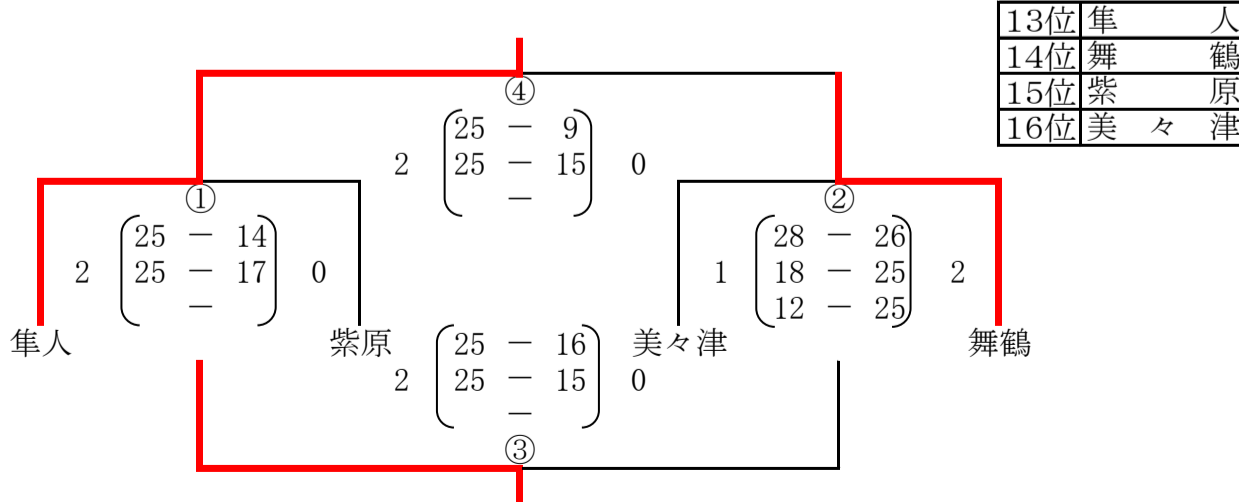 13位 隼人
14位 舞鶴
15位 紫原
16位 美々津
④
25 － 9
2 25 － 15 0
－
①
25 － 14
2 25 － 17 0
－
②
28 － 26
1 18 － 25 2
12 － 25
隼人 紫原 美々津 舞鶴
25 － 16
2 25 － 15 0
－
③